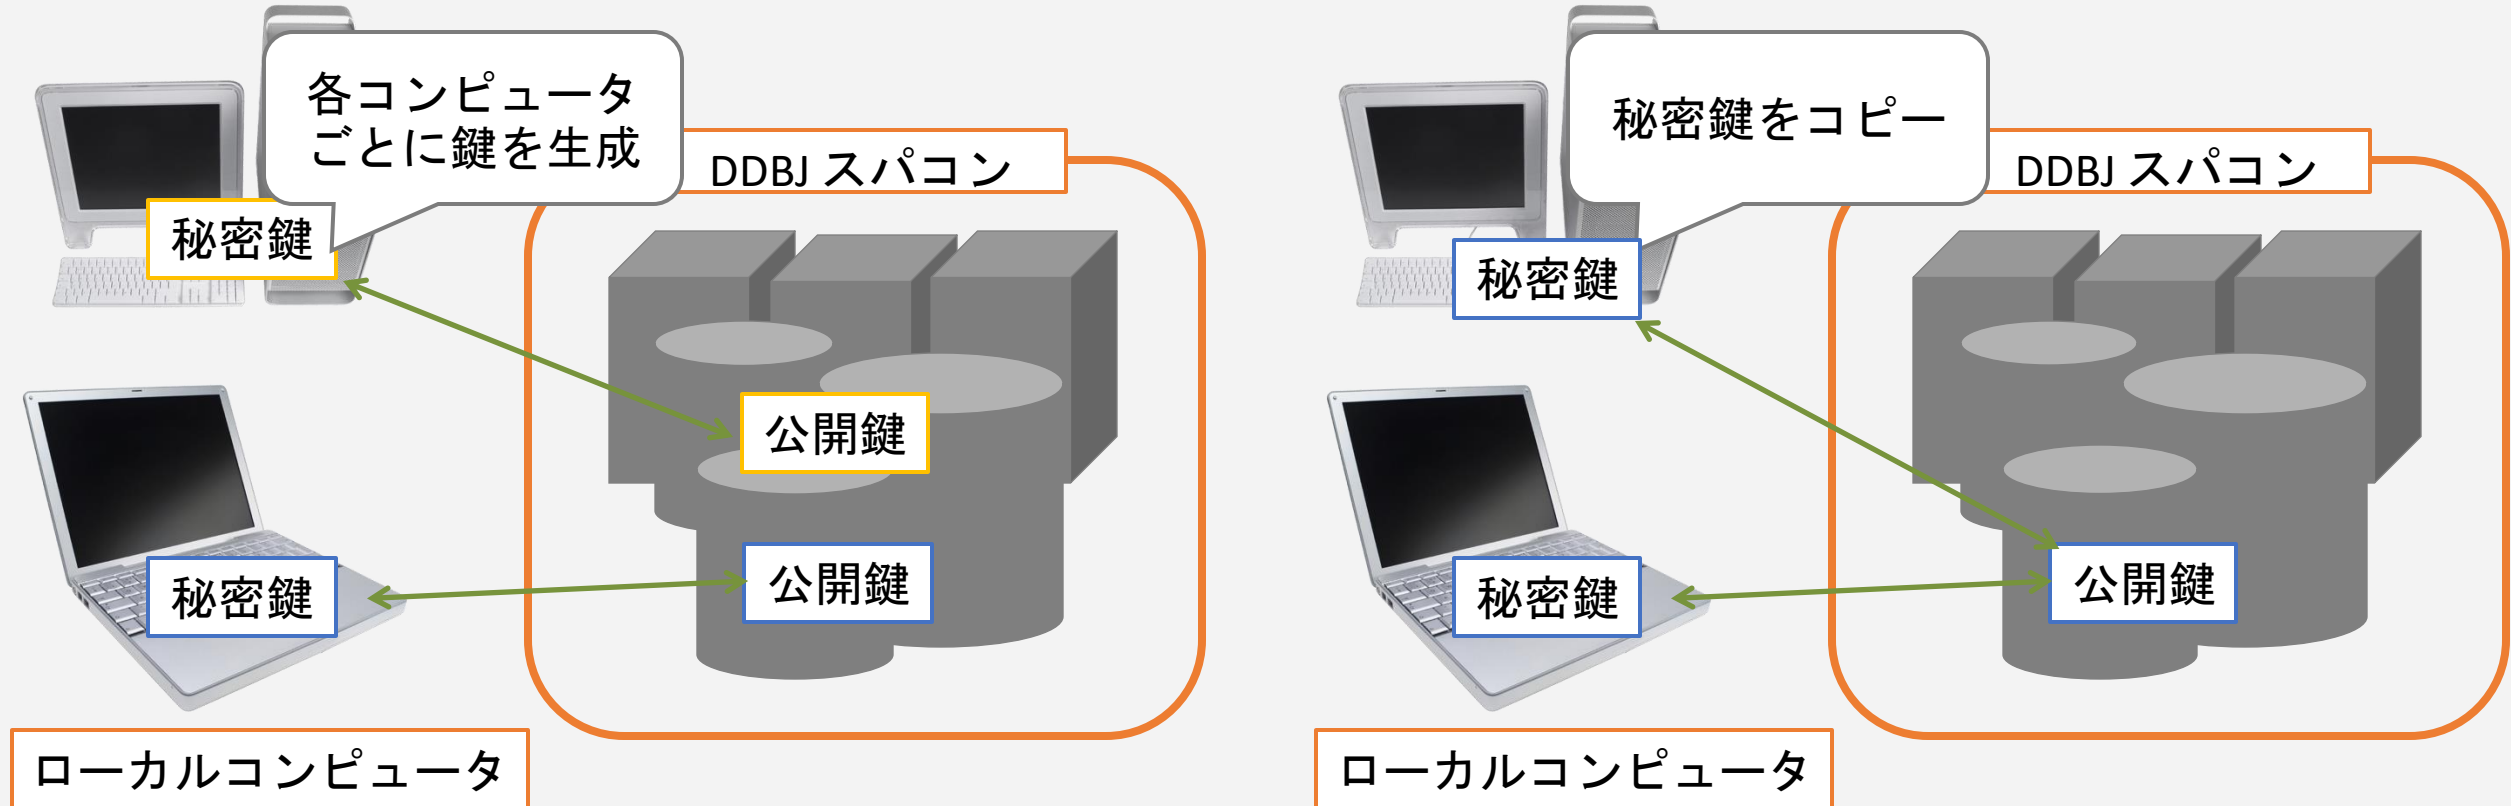 各コンピュータ
ごとに鍵を生成
DDBJ スパコン
秘密鍵
公開鍵
秘密鍵
公開鍵
ローカルコンピュータ
秘密鍵をコピー
DDBJ スパコン
秘密鍵
秘密鍵
公開鍵
ローカルコンピュータ